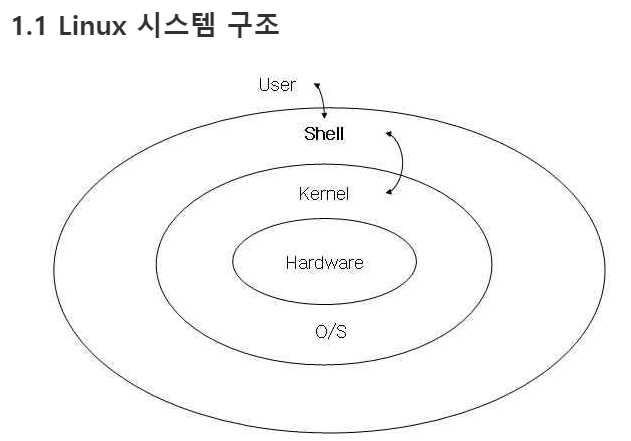 1.1 Linux 시스템 구조
User
Shell
Kernel
Hardware
O/S